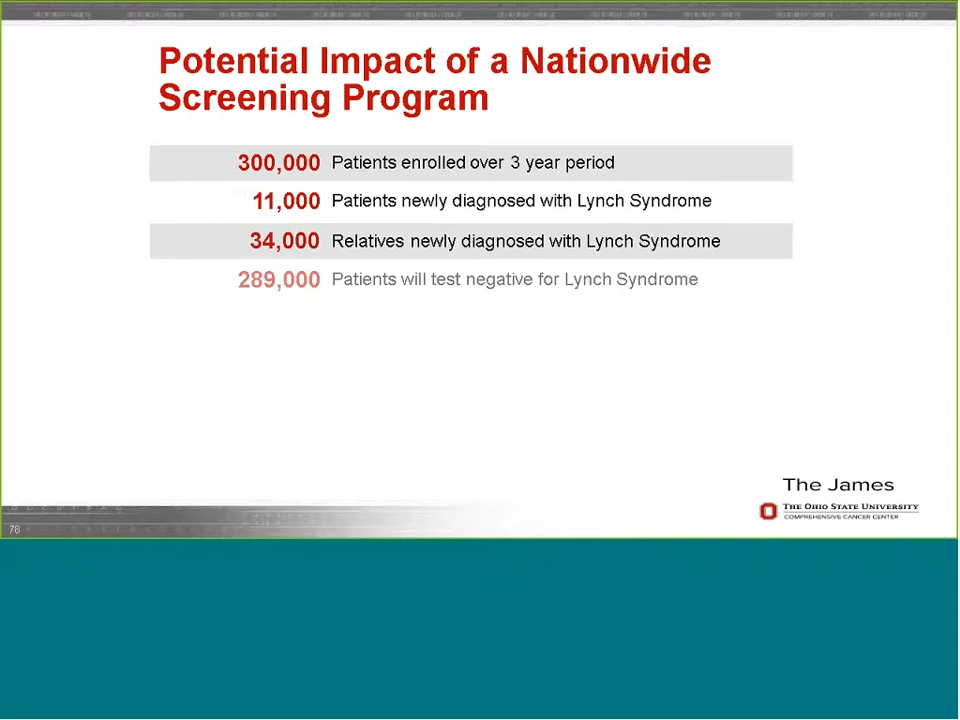 Potential Impact of a Nationwide
Screening Program
300,000 Patients enrolled over 3 year period
11,000 Patients newly diagnosed with Lynch Syndrome
34,000 Relatives newly diagnosed with Lynch Syndrome
289,000 Patients will test negative for Lynch Syndrome
The James
THE OHIO STATE UNIVERSITY
COMPREHENSIVE CANCER CENTER
78